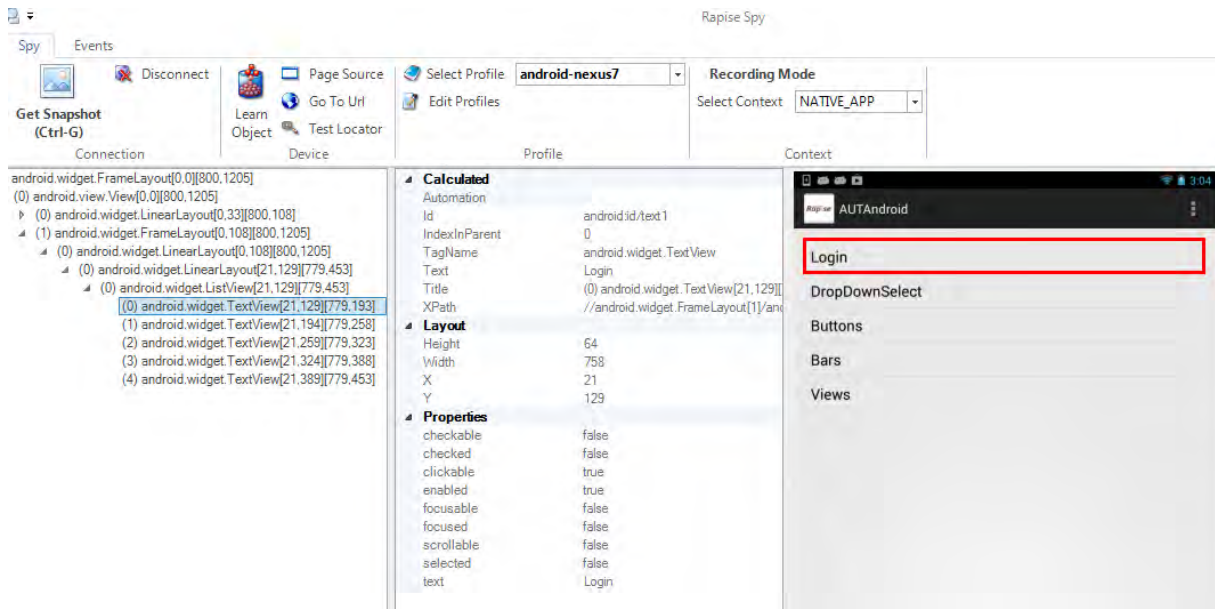 Rapise Spy
Spy Events
Disconnect
Get Snapshot
(Ctrl-G)
Connection
Learn
Object
Page Source
Go To Url
Test Locator
Device
Select Profile android-nexus7
Edit Profiles
Profile
Recording Mode
Select Context NATIVE_APP
Context
android.widget.FrameLayout[0,0][800,1205]
(0) android.view.View[0,0][800,1205]
(0) android.widget.LinearLayout[0,33][800,108]
(1) android.widget.FrameLayout[0,108][800,1205]
(0) android.widget.LinearLayout[0,108][800,1205]
(0) android.widget.LinearLayout[21,129][779,453]
(0) android.widget.ListView[21,129][779,453]
(0) android.widget.TextView[21,129][779,193]
(1) android.widget.TextView[21,194][779,258]
(2) android.widget.TextView[21,259][779,323]
(3) android.widget.TextView[21,324][779,388]
(4) android.widget.TextView[21,389][779,453]
Calculated
Automation
Id android:id/text1
IndexInParent 0
TagName android.widget.TextView
Text Login
Title (0) android.widget.TextView[21,129][
XPath //android.widget.FrameLayout[1]/and
Layout
Height 64
Width 758
X 21
Y 129
Properties
checkable false
checked false
clickable true
enabled true
focusable false
focused false
scrollable false
selected false
text Login
3:04
Rapise AUTAndroid
Login
DropDownSelect
Buttons
Bars
Views